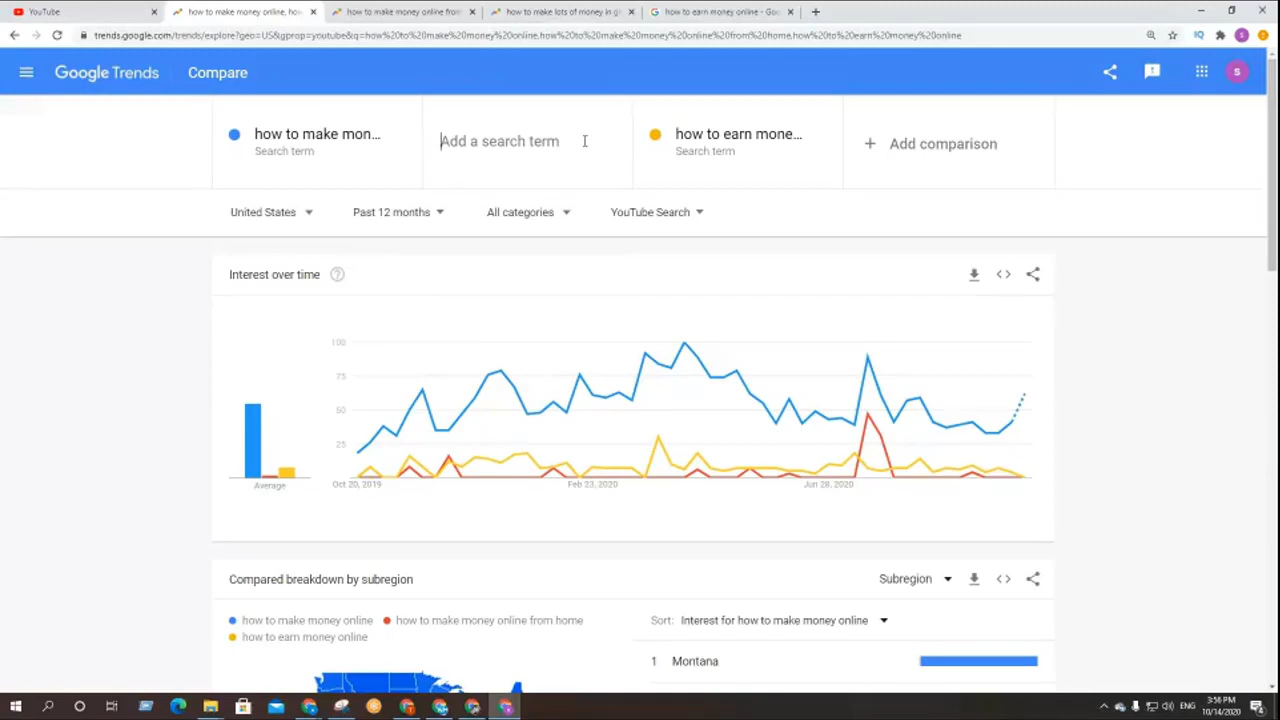 YouTube
how to make money online, how
how to make money online from
how to make lots of money in gt
how to earn money online - Goo
trends.google.com/trends/explore?geo=US&gprop=youtube&q=how%20to%20make%20money%20online,how%20to%20make%20money%20online%20from%20home,how%20to%20earn%20money%20online
Google Trends
Compare
S
how to make mon...
Search term
Add a search term
how to earn mone...
Search term
+ Add comparison
United States
Past 12 months
All categories
YouTube Search
Interest over time
100
75
50
25
Average
Oct 20, 2019
Feb 23, 2020
Jun 28, 2020
Compared breakdown by subregion
Subregion
how to make money online
how to make money online from home
how to earn money online
Sort: Interest for how to make money online
1 Montana
ENG
3:56 PM
10/14/2020